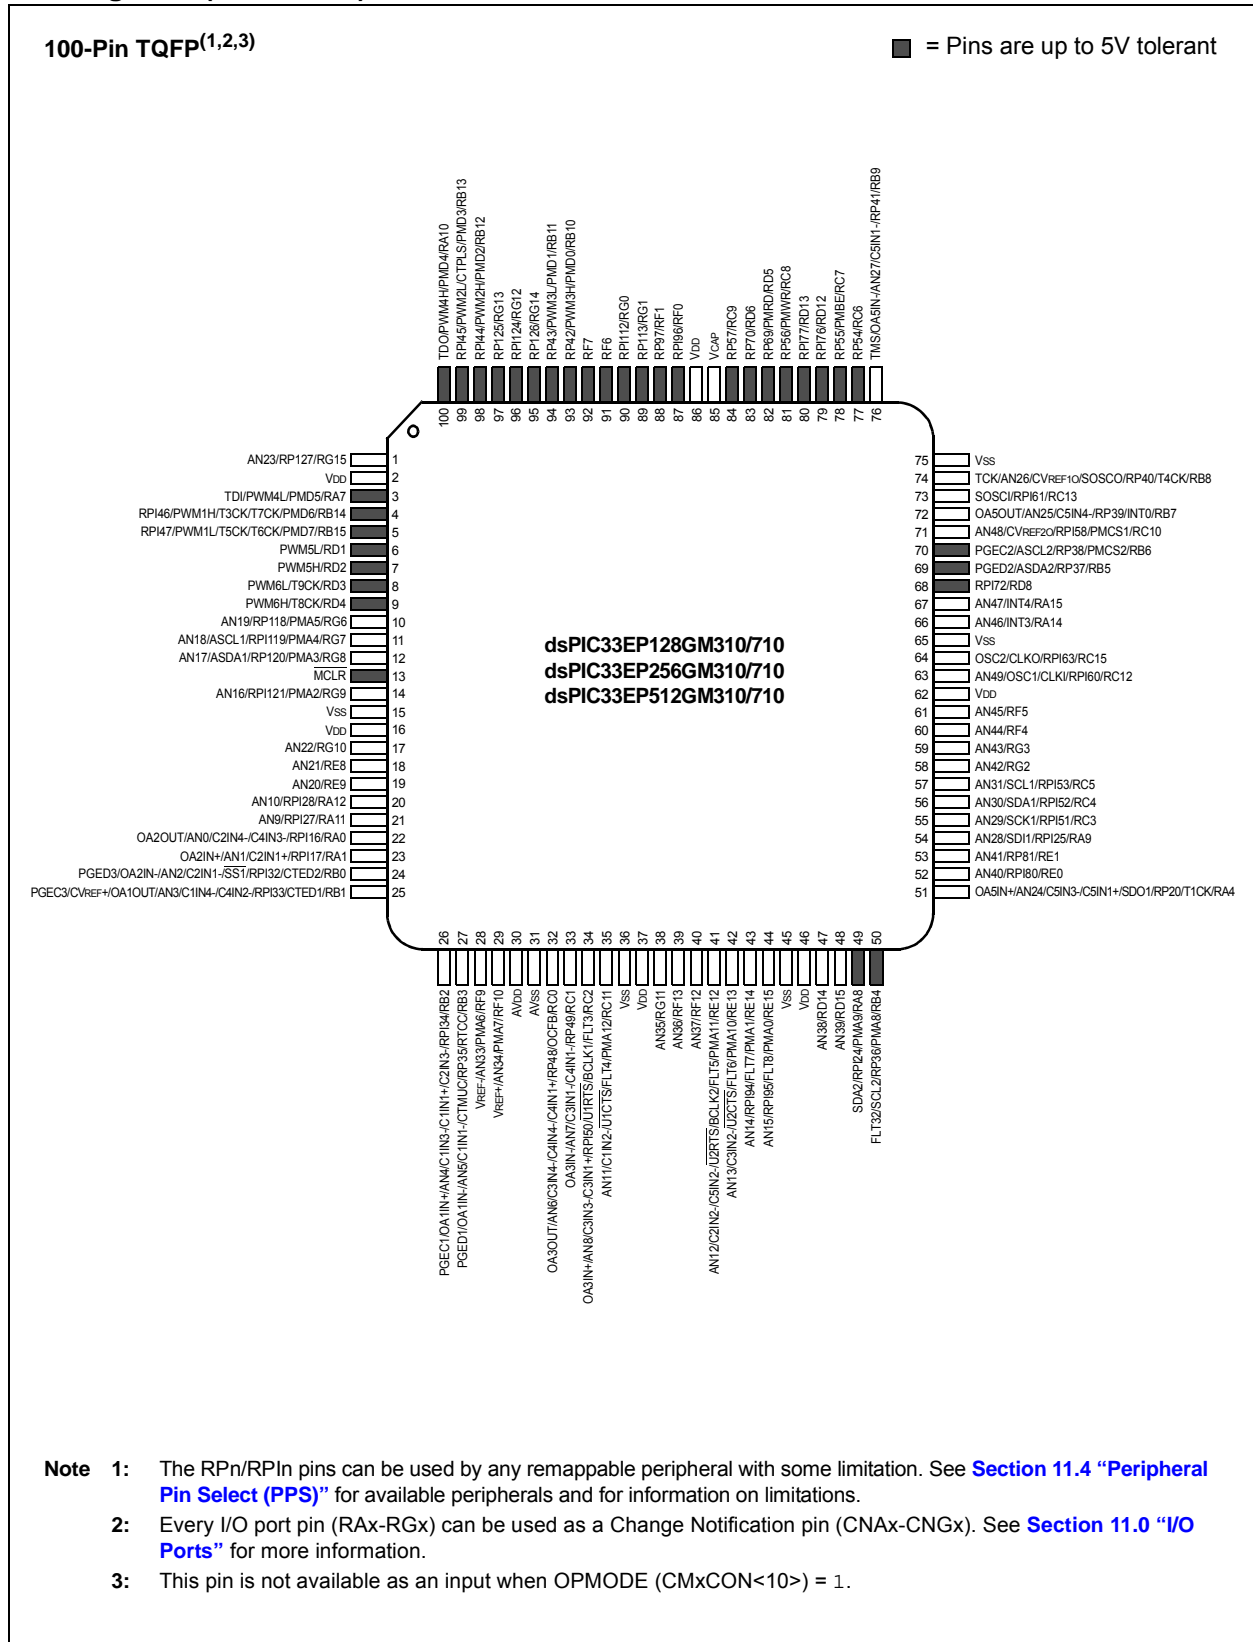 100-Pin TQFP(1,2,3)
= Pins are up to 5V tolerant
TDO/PWM4H/PMD4/RA10
RPI45/PWM2L/CTPLS/PMD3/RB13
RPI44/PWM2H/PMD2/RB12
RP125/RG13
RPI124/RG12
RP126/RG14
RP43/PWM3L/PMD1/RB11
RP42/PWM3H/PMD0/RB10
RF7
RF6
RPI112/RG0
RP113/RG1
RP97/RF1
RPI96/RF0
VDD
VCAP
RP57/RC9
RP70/RD6
RP69/PMRD/RD5
RP56/PMWR/RC8
RPI77/RD13
RPI76/RD12
RP55/PMBE/RC7
RP54/RC6
TMS/OA5IN-/AN27/C5IN1-/RP41/RB9
100 99 98 97 96 95 94 93 92 91 90 89 88 87 86 85 84 83 82 81 80 79 78 77 76
AN23/RP127/RG15 1
VDD 2
TDI/PWM4L/PMD5/RA7 3
RPI46/PWM1H/T3CK/T7CK/PMD6/RB14 4
RPI47/PWM1L/T5CK/T6CK/PMD7/RB15 5
PWM5L/RD1 6
PWM5H/RD2 7
PWM6L/T9CK/RD3 8
PWM6H/T8CK/RD4 9
AN19/RP118/PMA5/RG6 10
AN18/ASCL1/RPI119/PMA4/RG7 11
AN17/ASDA1/RP120/PMA3/RG8 12
MCLR 13
AN16/RPI121/PMA2/RG9 14
VSS 15
VDD 16
AN22/RG10 17
AN21/RE8 18
AN20/RE9 19
AN10/RPI28/RA12 20
AN9/RPI27/RA11 21
OA2OUT/AN0/C2IN4-/C4IN3-/RPI16/RA0 22
OA2IN+/AN1/C2IN1+/RPI17/RA1 23
PGED3/OA2IN-/AN2/C2IN1-/SS1/RPI32/CTED2/RB0 24
PGEC3/CVREF+/OA1OUT/AN3/C1IN4-/C4IN2-/RPI33/CTED1/RB1 25
dsPIC33EP128GM310/710
dsPIC33EP256GM310/710
dsPIC33EP512GM310/710
75 VSS
74 TCK/AN26/CVREF1O/SOSCO/RP40/T4CK/RB8
73 SOSCI/RPI61/RC13
72 OA5OUT/AN25/C5IN4-/RP39/INT0/RB7
71 AN48/CVREF2O/RPI58/PMCS1/RC10
70 PGEC2/ASCL2/RP38/PMCS2/RB6
69 PGED2/ASDA2/RP37/RB5
68 RPI72/RD8
67 AN47/INT4/RA15
66 AN46/INT3/RA14
65 VSS
64 OSC2/CLKO/RPI63/RC15
63 AN49/OSC1/CLKI/RPI60/RC12
62 VDD
61 AN45/RF5
60 AN44/RF4
59 AN43/RG3
58 AN42/RG2
57 AN31/SCL1/RPI53/RC5
56 AN30/SDA1/RPI52/RC4
55 AN29/SCK1/RPI51/RC3
54 AN28/SDI1/RPI25/RA9
53 AN41/RP81/RE1
52 AN40/RPI80/RE0
51 OA5IN+/AN24/C5IN3-/C5IN1+/SDO1/RP20/T1CK/RA4
26 27 28 29 30 31 32 33 34 35 36 37 38 39 40 41 42 43 44 45 46 47 48 49 50
PGEC1/OA1IN+/AN4/C1IN3-/C1IN1+/C2IN3-/RPI34/RB2
PGED1/OA1IN-/AN5/C1IN1-/CTMUC/RP35/RTCC/RB3
VREF-/AN33/PMA6/RF9
VREF+/AN34/PMA7/RF10
AVDD
AVSS
OA3OUT/AN6/C3IN4-/C4IN4-/C4IN1+/RP48/OCFB/RC0
OA3IN-/AN7/C3IN1-/C4IN1-/RP49/RC1
OA3IN+/AN8/C3IN3-/C3IN1+/RPI50/U1RTS/BCLK1/FLT3/RC2
AN11/C1IN2-/U1CTS/FLT4/PMA12/RC11
VSS
VDD
AN35/RG11
AN36/RF13
AN37/RF12
AN12/C2IN2-/C5IN2-/U2RTS/BCLK2/FLT5/PMA11/RE12
AN13/C3IN2-/U2CTS/FLT6/PMA10/RE13
AN14/RPI94/FLT7/PMA1/RE14
AN15/RPI95/FLT8/PMA0/RE15
VSS
VDD
AN38/RD14
AN39/RD15
SDA2/RPI24/PMA9/RA8
FLT32/SCL2/RP36/PMA8/RB4
Note 1: The RPn/RPIn pins can be used by any remappable peripheral with some limitation. See Section 11.4 “Peripheral
Pin Select (PPS)” for available peripherals and for information on limitations.
2: Every I/O port pin (RAx-RGx) can be used as a Change Notification pin (CNAx-CNGx). See Section 11.0 “I/O
Ports” for more information.
3: This pin is not available as an input when OPMODE (CMxCON<10>) = 1.